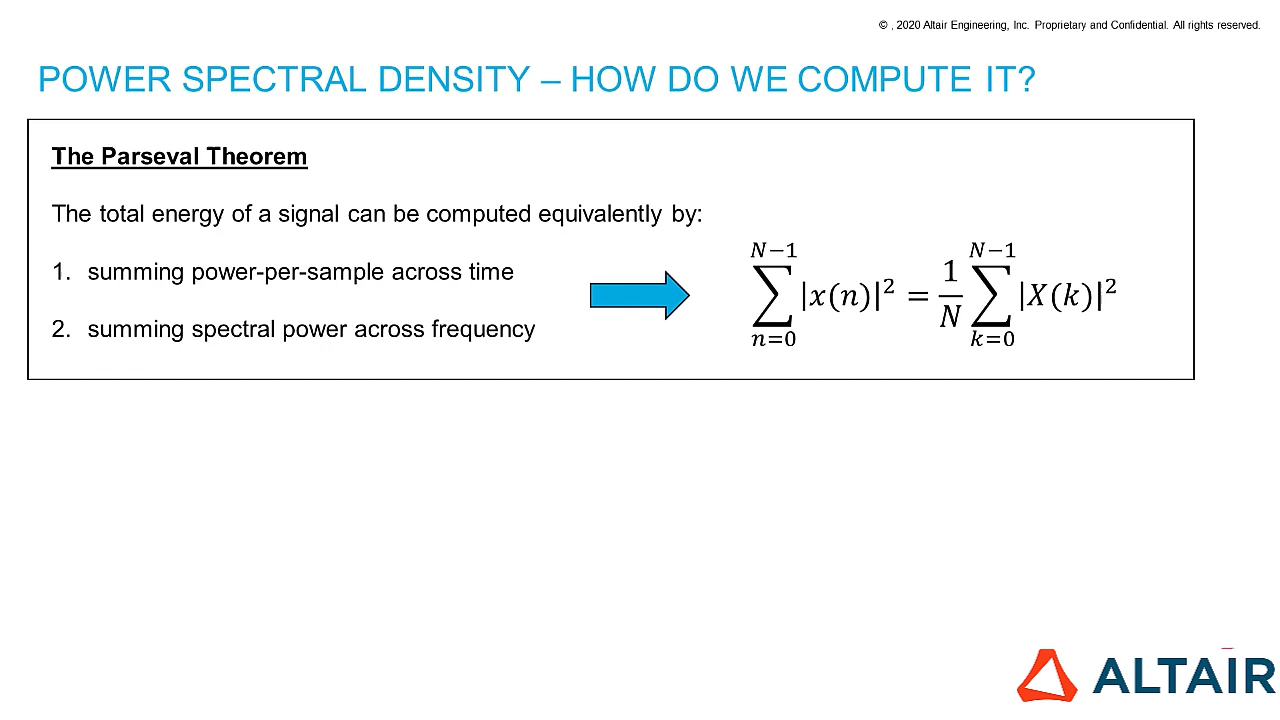 © , 2020 Altair Engineering, Inc. Proprietary and Confidential. All rights reserved.
POWER SPECTRAL DENSITY – HOW DO WE COMPUTE IT?
The Parseval Theorem
The total energy of a signal can be computed equivalently by:
1. summing power-per-sample across time
2. summing spectral power across frequency
∑_{n=0}^{N−1} |x(n)|² = 1/N ∑_{k=0}^{N−1} |X(k)|²
ALTAIR